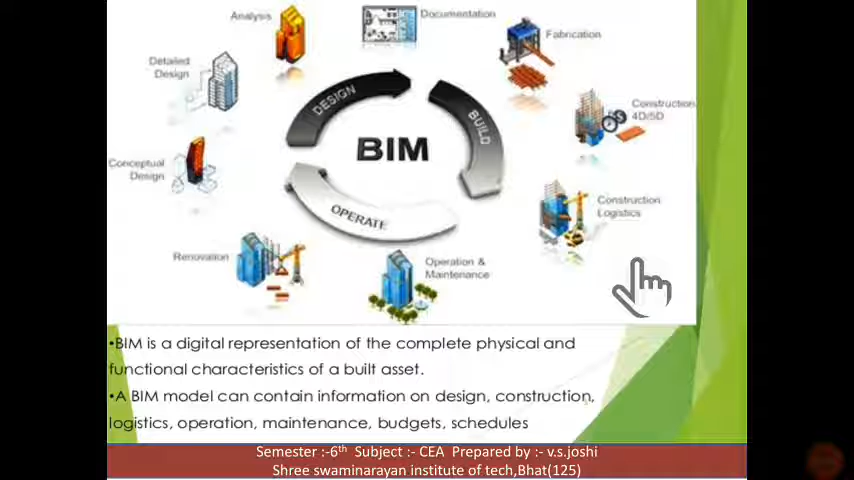 Analysis
Documentation
Fabrication
Detailed
Design
Construction
4D/5D
DESIGN
BUILD
BIM
Conceptual
Design
Construction
Logistics
OPERATE
Renovation
Operation &
Maintenance
•BIM is a digital representation of the complete physical and
functional characteristics of a built asset.
•A BIM model can contain information on design, construction,
logistics, operation, maintenance, budgets, schedules
Semester :-6th Subject :- CEA Prepared by :- v.s.joshi
Shree swaminarayan institute of tech,Bhat(125)